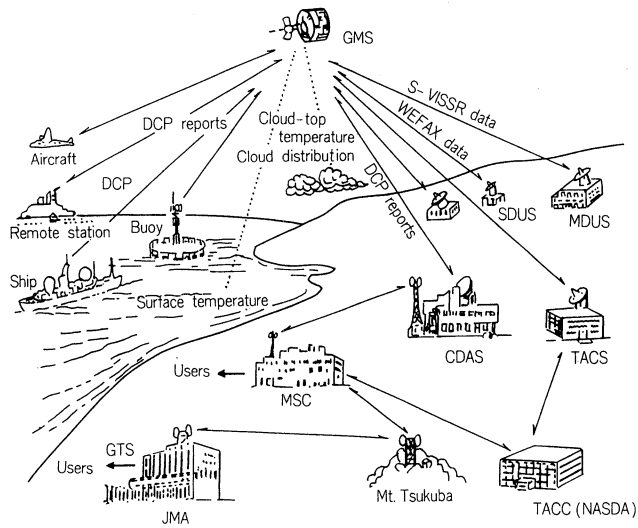 GMS
S-VISSR data
WEFAX data
DCP reports
Cloud-top
temperature
Cloud distribution
Aircraft
DCP
DCP reports
Remote station
Buoy
SDUS
MDUS
Ship
Surface temperature
CDAS
TACS
Users
MSC
GTS
Users
JMA
Mt. Tsukuba
TACC (NASDA)